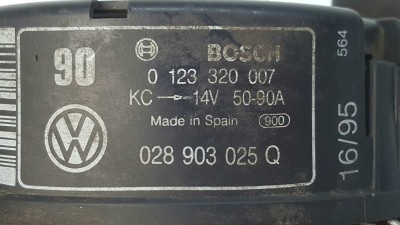 90
BOSCH
0 123 320 007
KC → 14V 50-90A
Made in Spain 900
028 903 025 Q
16/95
564